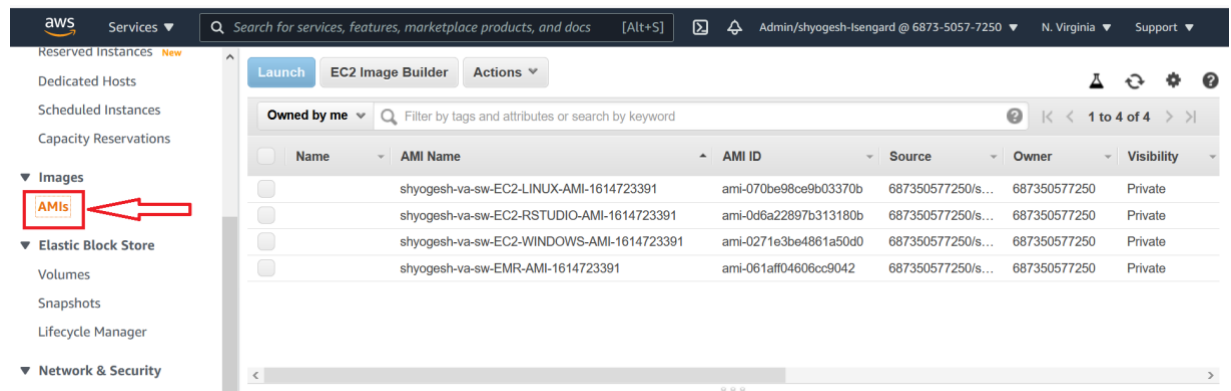 aws Services ▼ Search for services, features, marketplace products, and docs [Alt+S] Admin/shyogesh-Isengard @ 6873-5057-7250 ▼ N. Virginia ▼ Support ▼
Reserved Instances New
Dedicated Hosts
Scheduled Instances
Capacity Reservations
▼ Images
AMIs
▼ Elastic Block Store
Volumes
Snapshots
Lifecycle Manager
▼ Network & Security
Launch EC2 Image Builder Actions
Owned by me Filter by tags and attributes or search by keyword 1 to 4 of 4
Name AMI Name AMI ID Source Owner Visibility
shyogesh-va-sw-EC2-LINUX-AMI-1614723391 ami-070be98ce9b03370b 687350577250/s... 687350577250 Private
shyogesh-va-sw-EC2-RSTUDIO-AMI-1614723391 ami-0d6a22897b313180b 687350577250/s... 687350577250 Private
shyogesh-va-sw-EC2-WINDOWS-AMI-1614723391 ami-0271e3be4861a50d0 687350577250/s... 687350577250 Private
shyogesh-va-sw-EMR-AMI-1614723391 ami-061aff04606cc9042 687350577250/s... 687350577250 Private